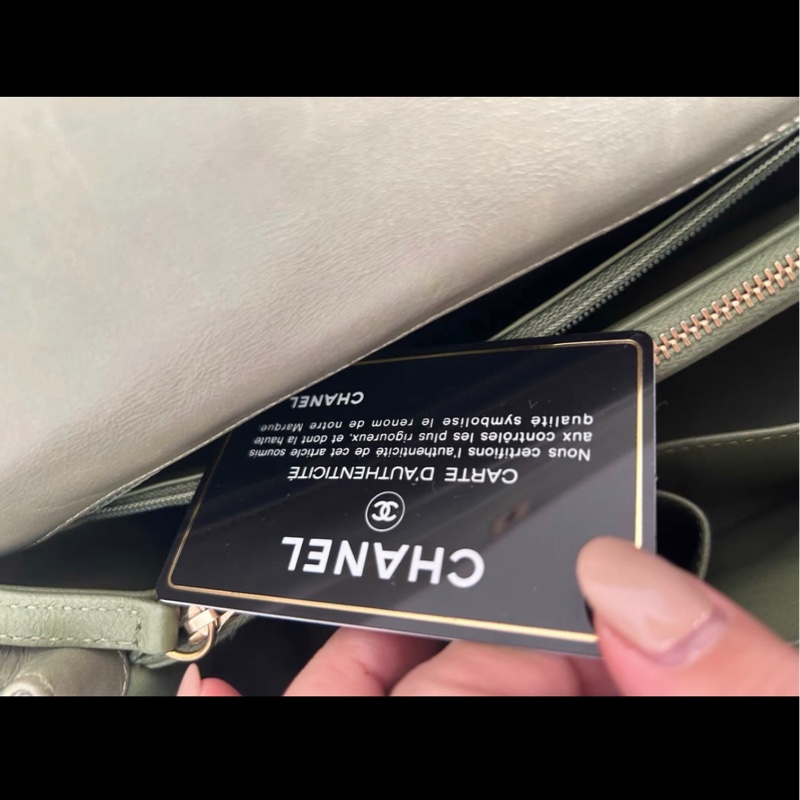 CHANEL
CARTE D'AUTHENTICITÉ
Nous certifions l'authenticité de cet article soumis
aux contrôles les plus rigoureux, et dont la haute
qualité symbolise le renom de notre Marque.
CHANEL